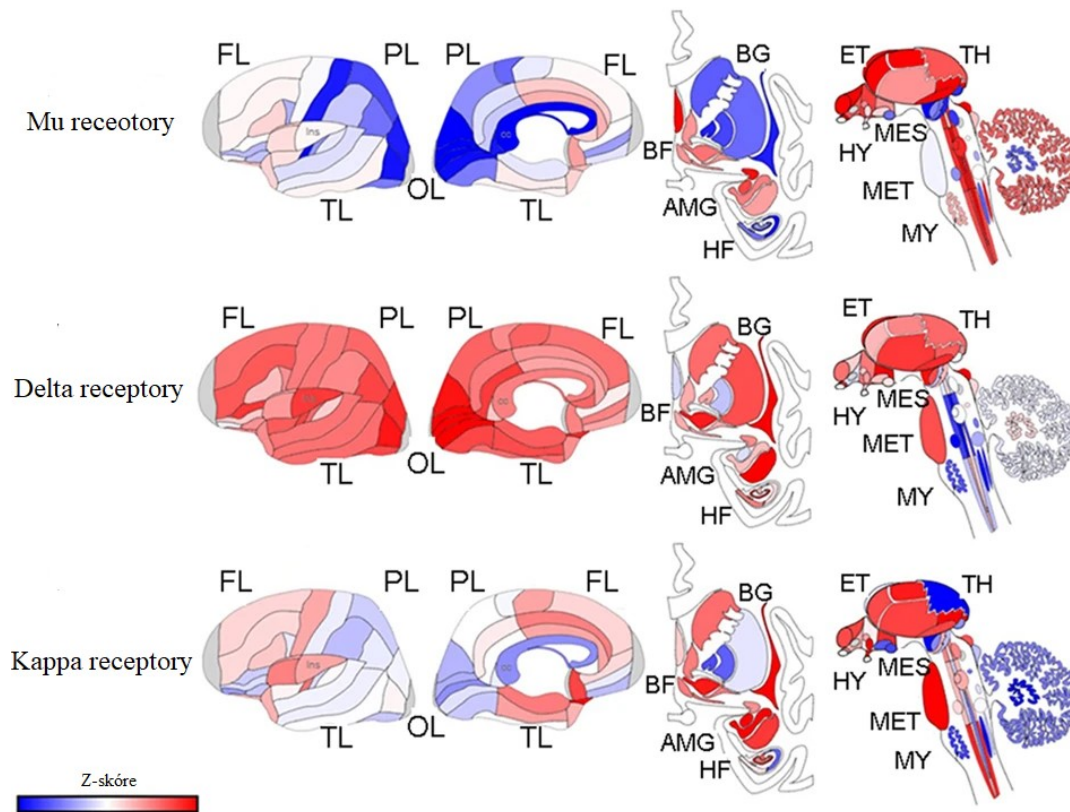 FL PL PL FL BG ET TH
Mu receotory
Ins cc
BF MES
HY
OL AMG MET
TL TL HF MY
FL PL PL FL BG ET TH
Delta receptory
cc
BF HY MES
MET
TL OL TL AMG
MY
HF
FL PL PL FL BG ET TH
Kappa receptory
Ins cc
BF HY MES
MET
OL AMG
TL TL HF MY
Z-skóre